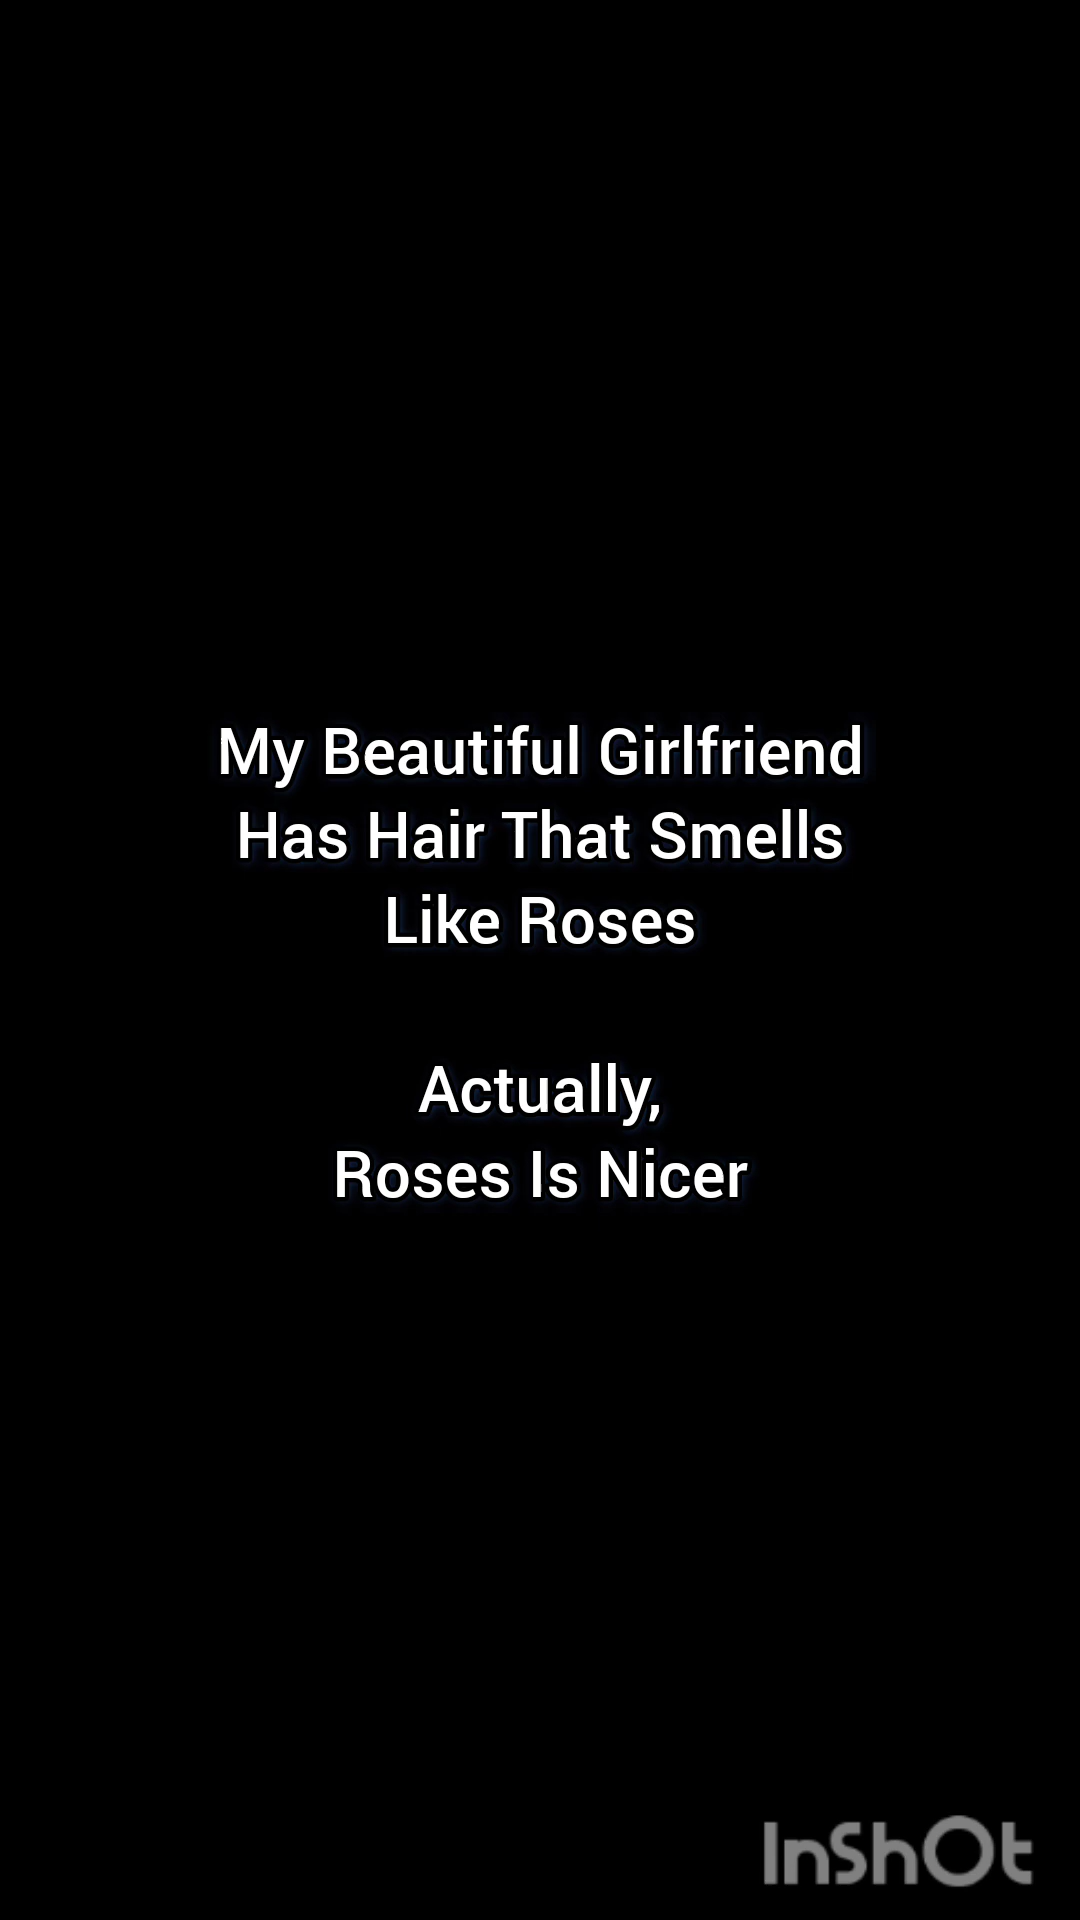 My Beautiful Girlfriend
Has Hair That Smells
Like Roses
Actually,
Roses Is Nicer
InShOt